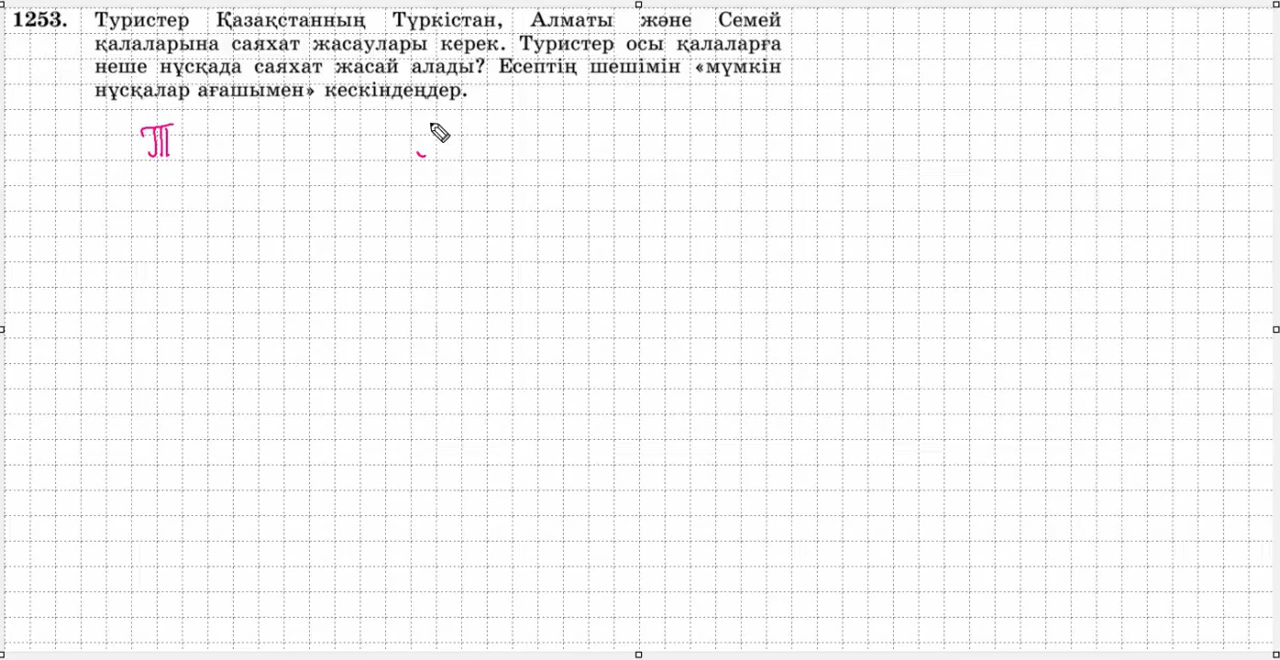 1253. Туристер Қазақстанның Түркістан, Алматы және Семей
қалаларына саяхат жасаулары керек. Туристер осы қалаларға
неше нұсқада саяхат жасай алады? Есептің шешімін «мүмкін
нұсқалар ағашымен» кескіндеңдер.
Т